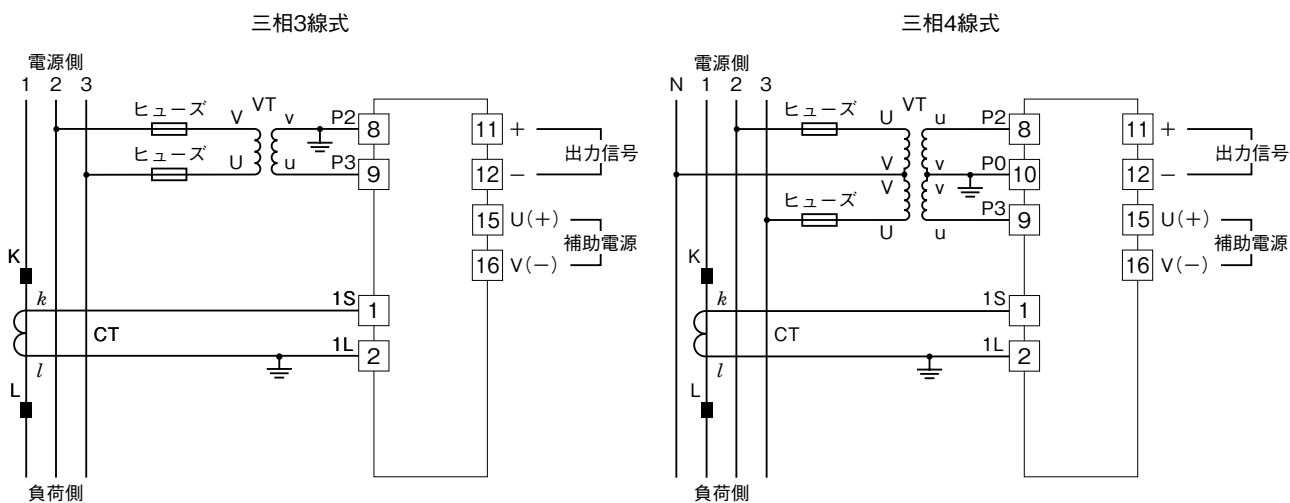 三相3線式
電源側
1 2 3
ヒューズ V VT v P2 8 11 +
出力信号
ヒューズ U u P3 9 12 −
15 U(+)
補助電源
16 V(−)
K
k 1S 1
CT
l 1L 2
L
負荷側
三相4線式
電源側
N 1 2 3
ヒューズ U VT u P2 8 11 +
出力信号
V v P0 10 12 −
V v
ヒューズ U u P3 9 15 U(+)
補助電源
16 V(−)
K
k 1S 1
CT
l 1L 2
L
負荷側